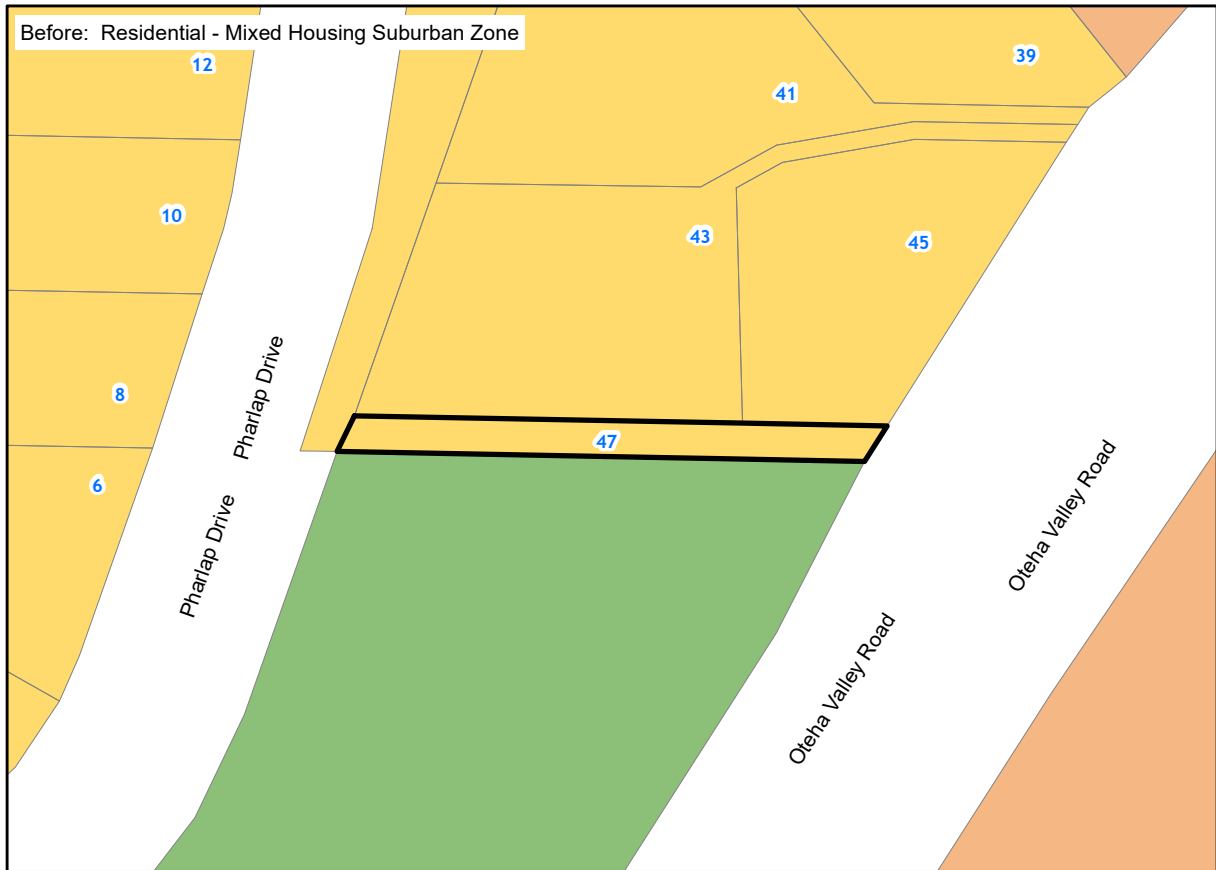 Before:  Residential - Mixed Housing Suburban Zone
12
39
41
10
43
45
Pharlap Drive
8
47
6
Pharlap Drive
Oteha Valley Road
Oteha Valley Road